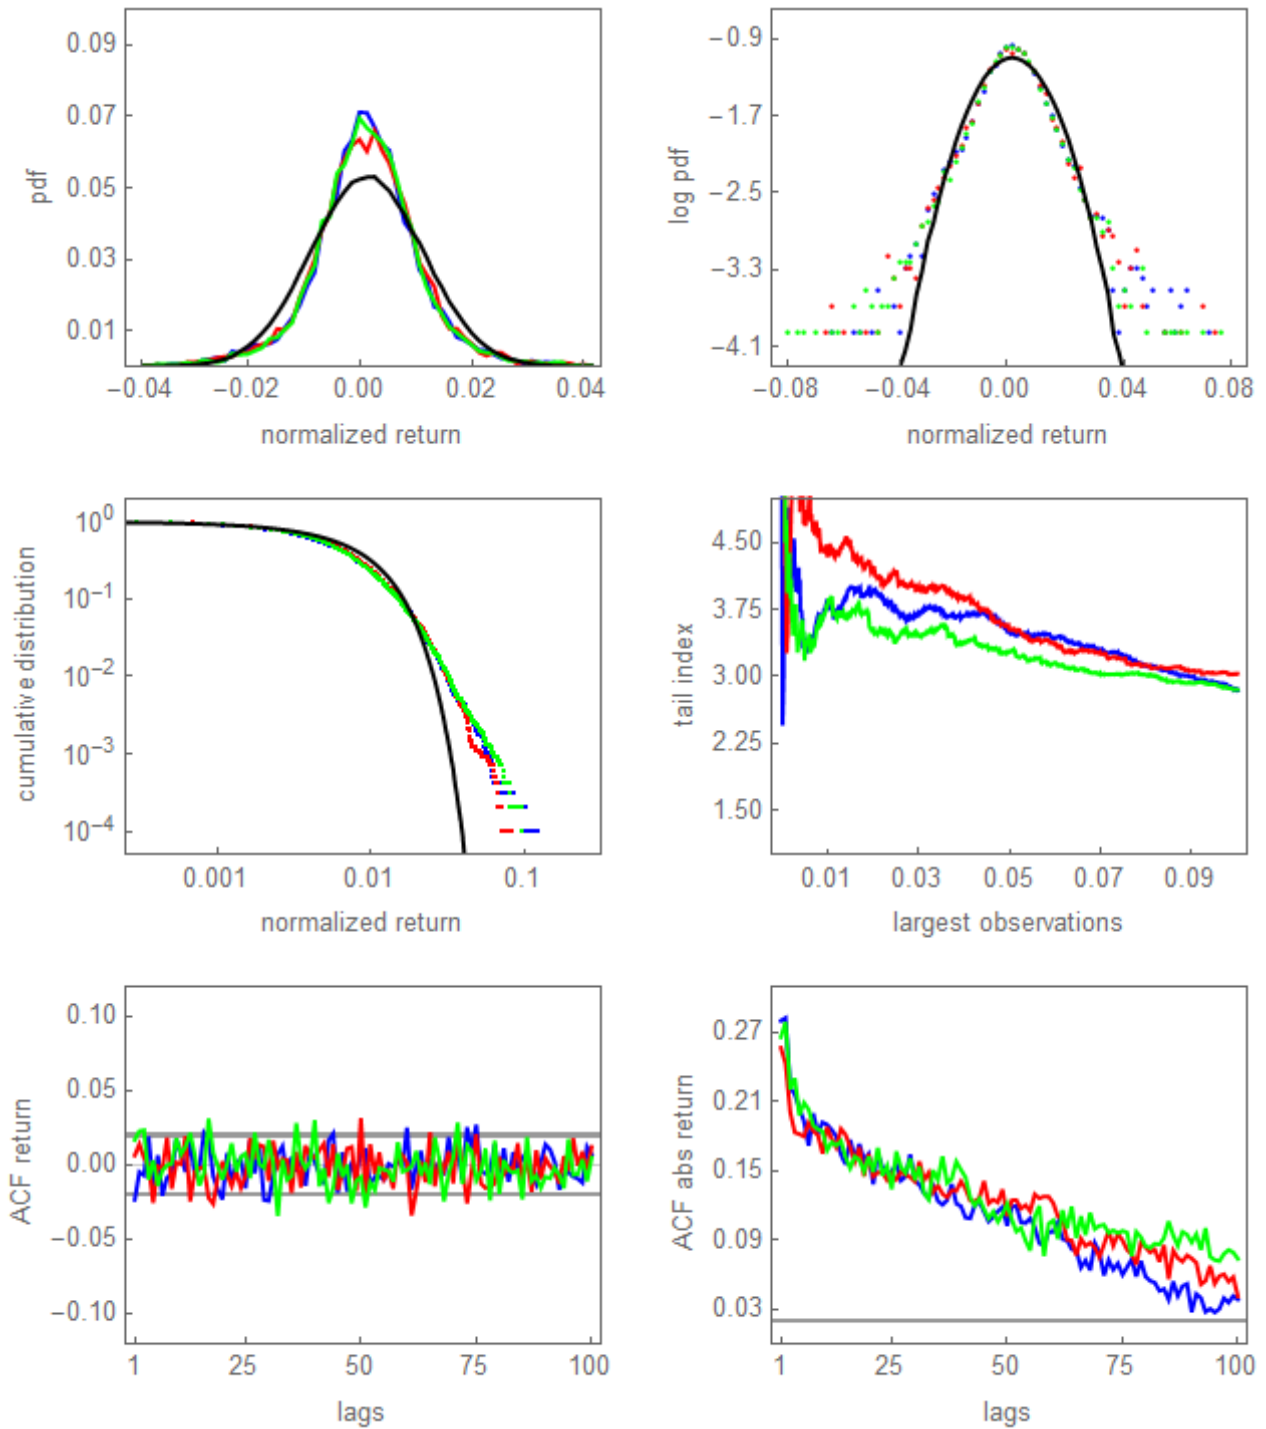 0.09
0.07
0.05
0.03
0.01
pdf
−0.04 −0.02 0.00 0.02 0.04
normalized return
−0.9
−1.7
−2.5
−3.3
−4.1
log pdf
−0.08 −0.04 0.00 0.04 0.08
normalized return
10^0
10^-1
10^-2
10^-3
10^-4
cumulative distribution
0.001 0.01 0.1
normalized return
4.50
3.75
3.00
2.25
1.50
tail index
0.01 0.03 0.05 0.07 0.09
largest observations
0.10
0.05
0.00
−0.05
−0.10
ACF return
1 25 50 75 100
lags
0.27
0.21
0.15
0.09
0.03
ACF abs return
1 25 50 75 100
lags